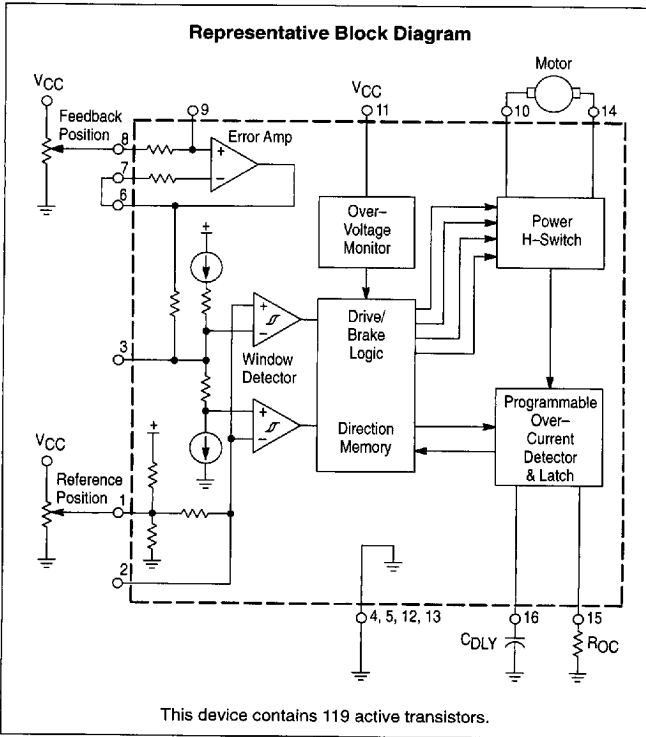 Representative Block Diagram
Motor
VCC
VCC
Feedback
Position
9
11
10
14
8
Error Amp
+
7
–
6
+
Over–
Voltage
Monitor
Power
H–Switch
+
–
Drive/
Brake
Logic
3
Window
Detector
Programmable
Over–
Current
Detector
& Latch
+
–
Direction
Memory
VCC
+
Reference
Position
1
2
4, 5, 12, 13
16
15
CDLY
ROC
This device contains 119 active transistors.